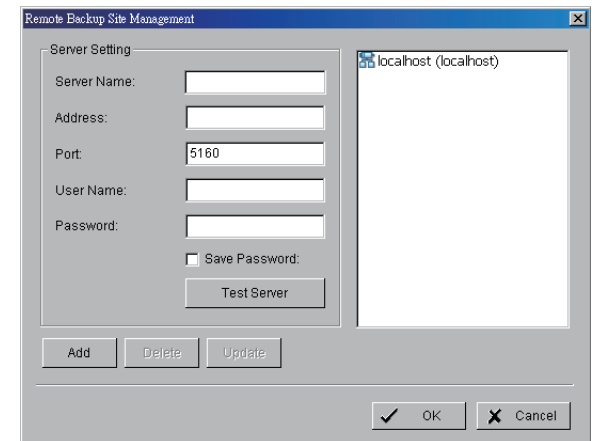 Remote Backup Site Management
Server Setting
Server Name:
Address:
Port:
5160
User Name:
Password:
Save Password:
Test Server
localhost (localhost)
Add
Delete
Update
OK
Cancel